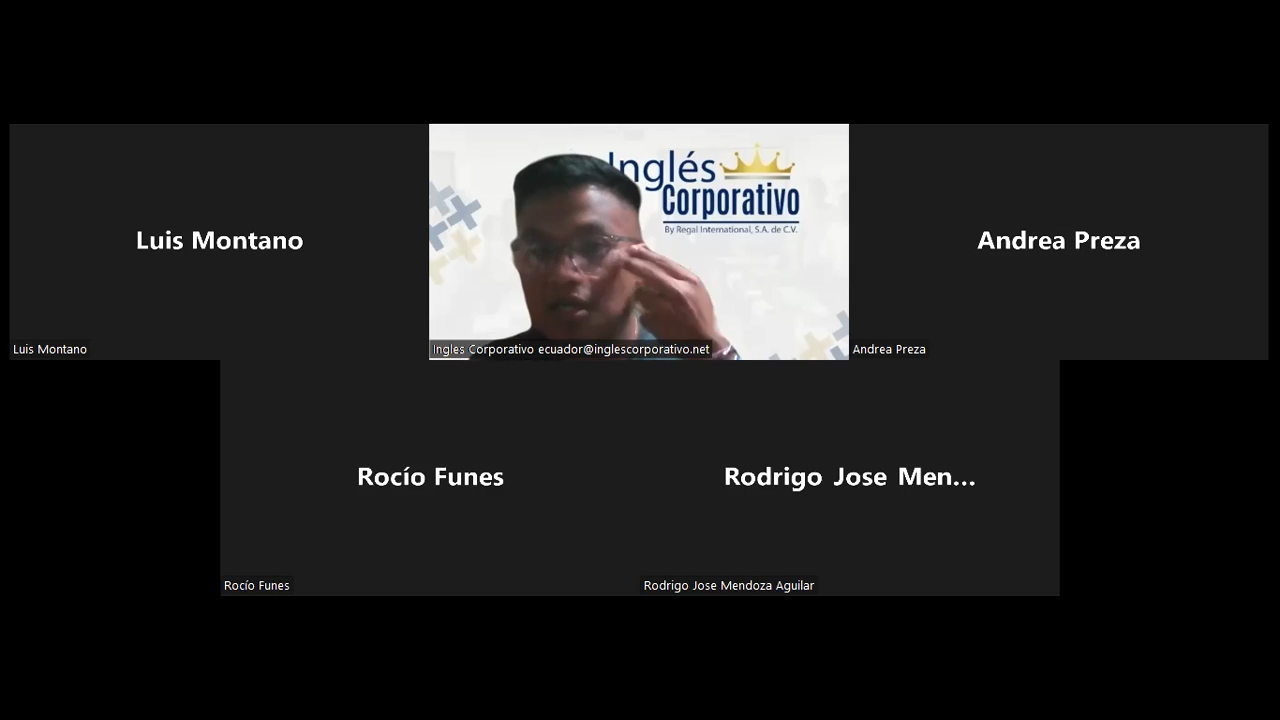 Luis Montano
Luis Montano
Inglés
Corporativo
By Regal International, S.A. de C.V.
Ingles Corporativo ecuador@inglescorporativo.net
Andrea Preza
Andrea Preza
Rocío Funes
Rocío Funes
Rodrigo Jose Men...
Rodrigo Jose Mendoza Aguilar